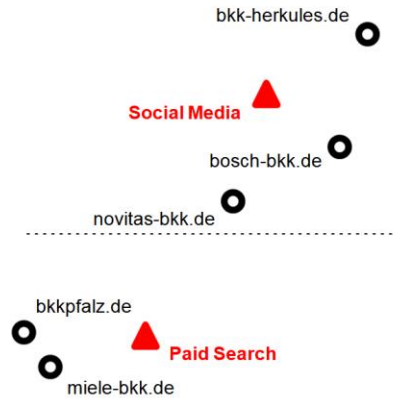 bkk-herkules.de
Social Media
bosch-bkk.de
novitas-bkk.de
bkkpfalz.de
Paid Search
miele-bkk.de